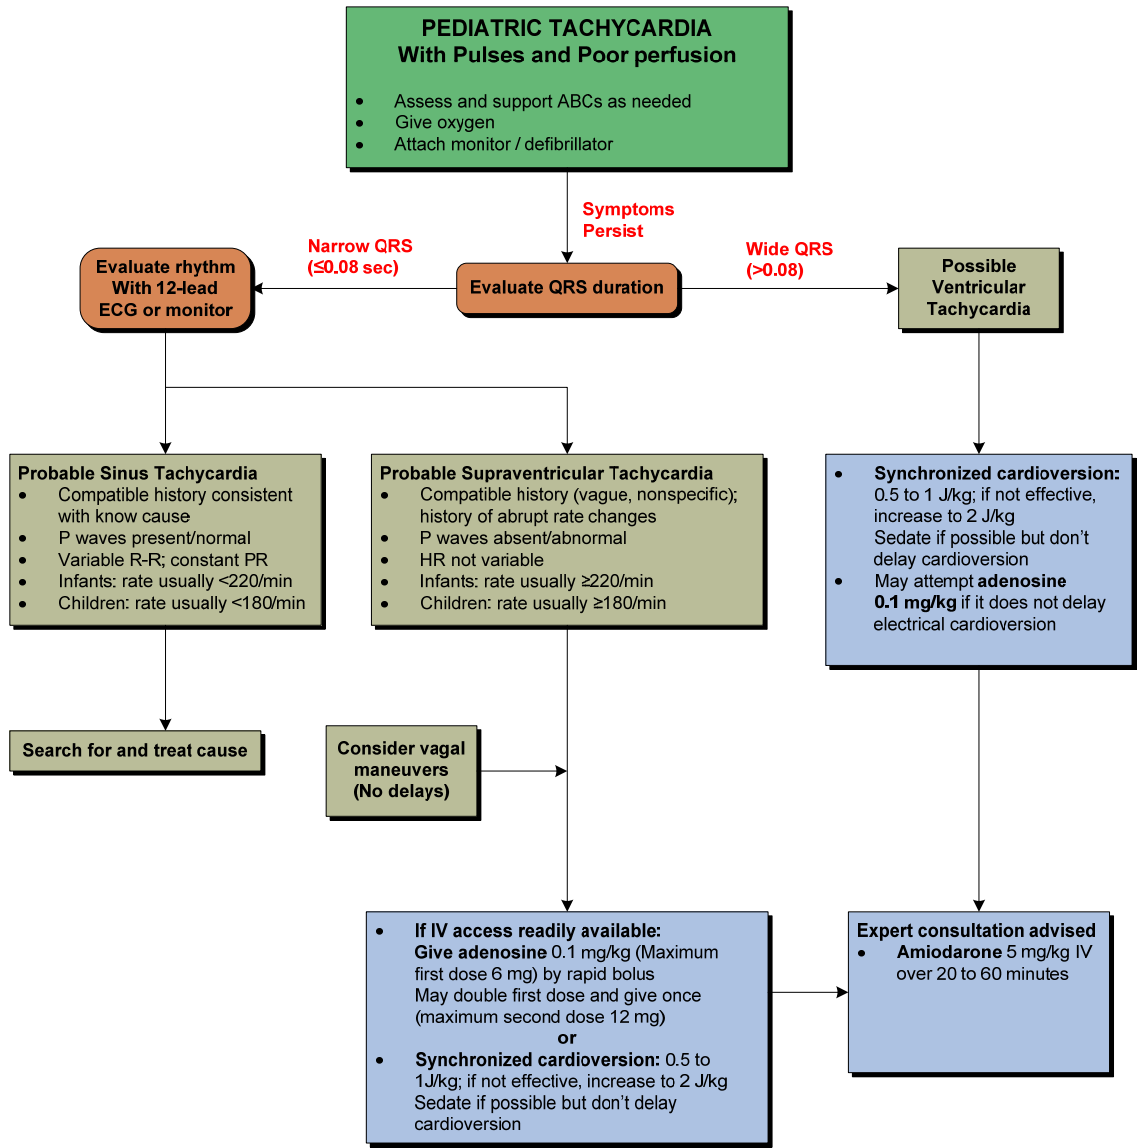 PEDIATRIC TACHYCARDIA
With Pulses and Poor perfusion
• Assess and support ABCs as needed
• Give oxygen
• Attach monitor / defibrillator
Symptoms
Persist
Narrow QRS
(≤0.08 sec)
Wide QRS
(>0.08)
Evaluate rhythm
With 12-lead
ECG or monitor
Evaluate QRS duration
Possible
Ventricular
Tachycardia
Probable Sinus Tachycardia
• Compatible history consistent
with know cause
• P waves present/normal
• Variable R-R; constant PR
• Infants: rate usually <220/min
• Children: rate usually <180/min
Probable Supraventricular Tachycardia
• Compatible history (vague, nonspecific);
history of abrupt rate changes
• P waves absent/abnormal
• HR not variable
• Infants: rate usually ≥220/min
• Children: rate usually ≥180/min
• Synchronized cardioversion:
0.5 to 1 J/kg; if not effective,
increase to 2 J/kg
Sedate if possible but don’t
delay cardioversion
• May attempt adenosine
0.1 mg/kg if it does not delay
electrical cardioversion
Search for and treat cause
Consider vagal
maneuvers
(No delays)
• If IV access readily available:
Give adenosine 0.1 mg/kg (Maximum
first dose 6 mg) by rapid bolus
May double first dose and give once
(maximum second dose 12 mg)
or
• Synchronized cardioversion: 0.5 to
1J/kg; if not effective, increase to 2 J/kg
Sedate if possible but don’t delay
cardioversion
Expert consultation advised
• Amiodarone 5 mg/kg IV
over 20 to 60 minutes